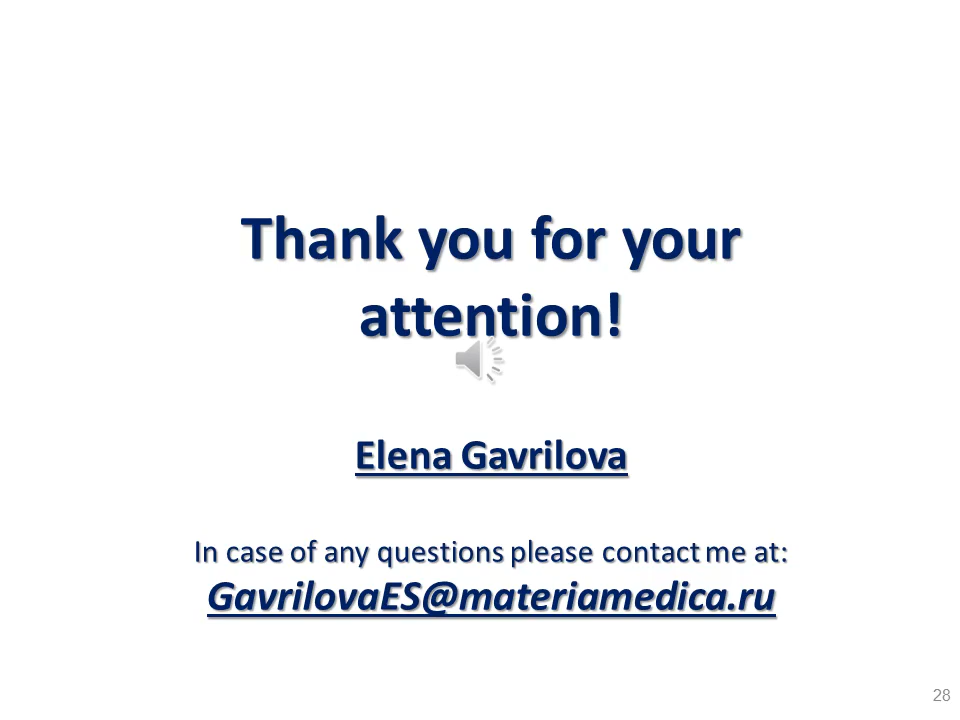 Thank you for your
attention!
Elena Gavrilova
In case of any questions please contact me at:
GavrilovaES@materiamedica.ru
28